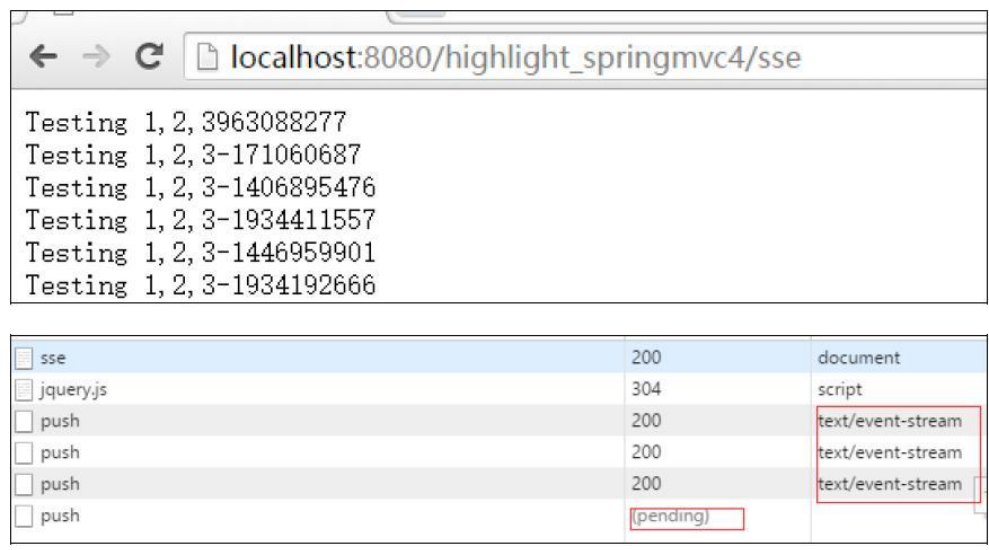 localhost:8080/highlight_springmvc4/sse
Testing 1,2,3963088277
Testing 1,2,3-171060687
Testing 1,2,3-1406895476
Testing 1,2,3-1934411557
Testing 1,2,3-1446959901
Testing 1,2,3-1934192666
sse 200 document
jquery.js 304 script
push 200 text/event-stream
push 200 text/event-stream
push 200 text/event-stream
push (pending)